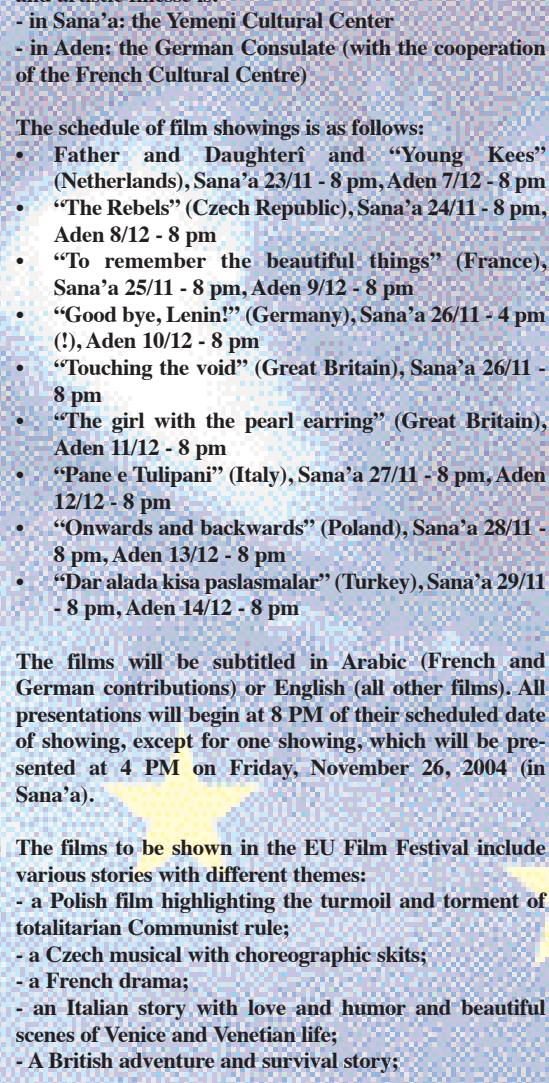 and artistic finesse is:
- in Sana’a: the Yemeni Cultural Center
- in Aden: the German Consulate (with the cooperation
of the French Cultural Centre)
The schedule of film showings is as follows:
• Father and Daughterî and “Young Kees”
(Netherlands), Sana’a 23/11 - 8 pm, Aden 7/12 - 8 pm
• “The Rebels” (Czech Republic), Sana’a 24/11 - 8 pm,
Aden 8/12 - 8 pm
• “To remember the beautiful things” (France),
Sana’a 25/11 - 8 pm, Aden 9/12 - 8 pm
• “Good bye, Lenin!” (Germany), Sana’a 26/11 - 4 pm
(!), Aden 10/12 - 8 pm
• “Touching the void” (Great Britain), Sana’a 26/11 -
8 pm
• “The girl with the pearl earring” (Great Britain),
Aden 11/12 - 8 pm
• “Pane e Tulipani” (Italy), Sana’a 27/11 - 8 pm, Aden
12/12 - 8 pm
• “Onwards and backwards” (Poland), Sana’a 28/11 -
8 pm, Aden 13/12 - 8 pm
• “Dar alada kisa paslasmalar” (Turkey), Sana’a 29/11
- 8 pm, Aden 14/12 - 8 pm
The films will be subtitled in Arabic (French and
German contributions) or English (all other films). All
presentations will begin at 8 PM of their scheduled date
of showing, except for one showing, which will be pre-
sented at 4 PM on Friday, November 26, 2004 (in
Sana’a).
The films to be shown in the EU Film Festival include
various stories with different themes:
- a Polish film highlighting the turmoil and torment of
totalitarian Communist rule;
- a Czech musical with choreographic skits;
- a French drama;
- an Italian story with love and humor and beautiful
scenes of Venice and Venetian life;
- A British adventure and survival story;